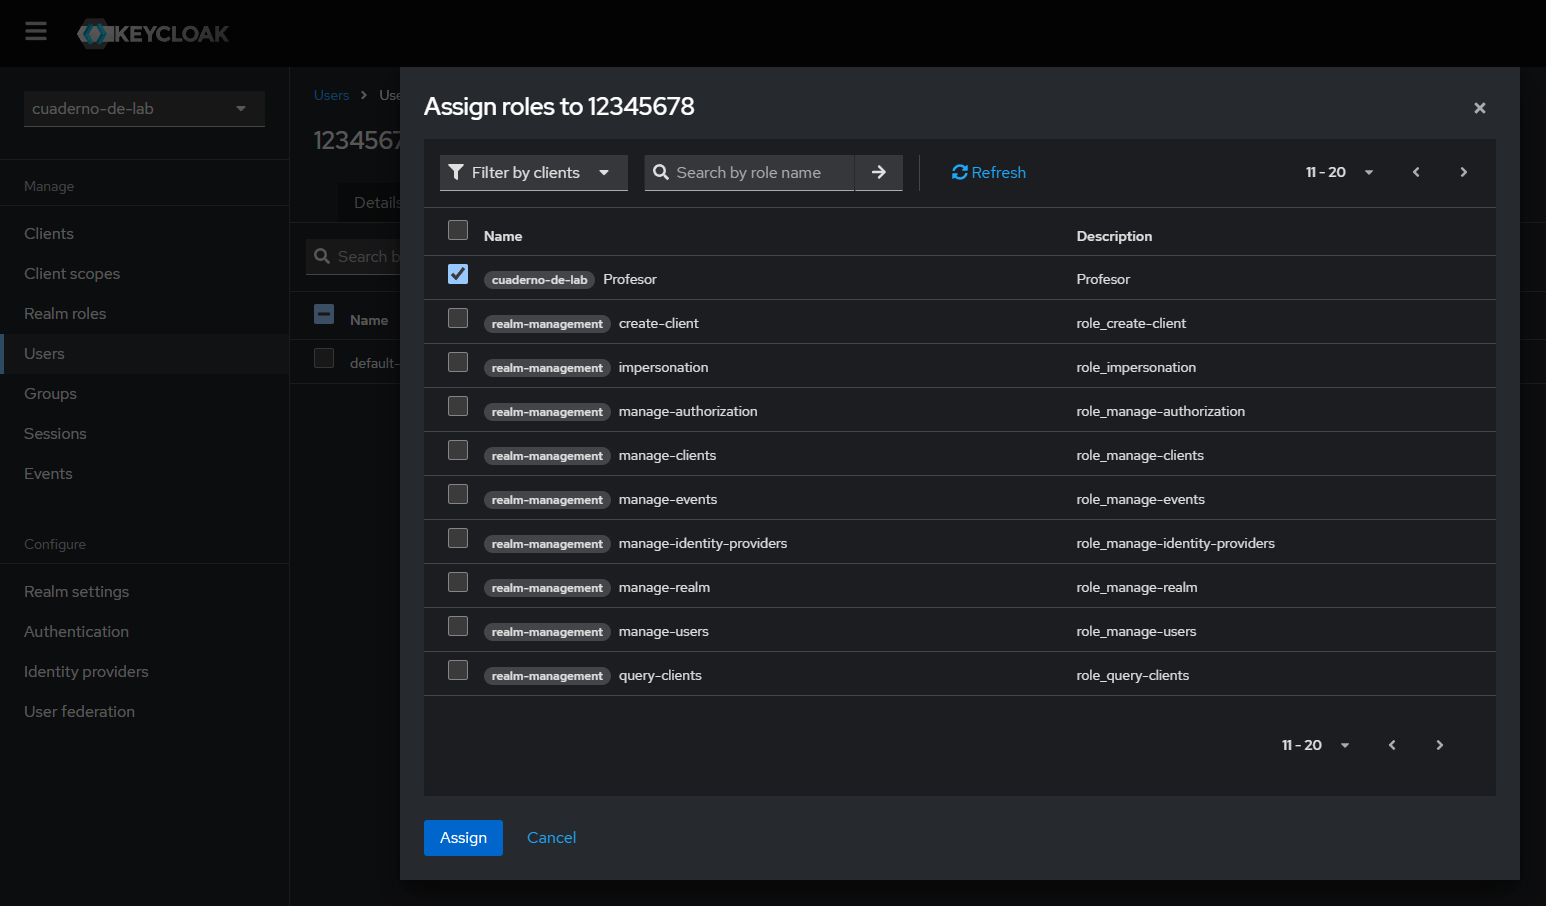 KEYCLOAK
cuaderno-de-lab
Manage
Clients
Client scopes
Realm roles
Users
Groups
Sessions
Events
Configure
Realm settings
Authentication
Identity providers
User federation
Users > Use
1234567
Details
Search b
Name
default-
Assign roles to 12345678
Filter by clients
Search by role name
Refresh
11 - 20
Name Description
cuaderno-de-lab Profesor Profesor
realm-management create-client role_create-client
realm-management impersonation role_impersonation
realm-management manage-authorization role_manage-authorization
realm-management manage-clients role_manage-clients
realm-management manage-events role_manage-events
realm-management manage-identity-providers role_manage-identity-providers
realm-management manage-realm role_manage-realm
realm-management manage-users role_manage-users
realm-management query-clients role_query-clients
11 - 20
Assign Cancel